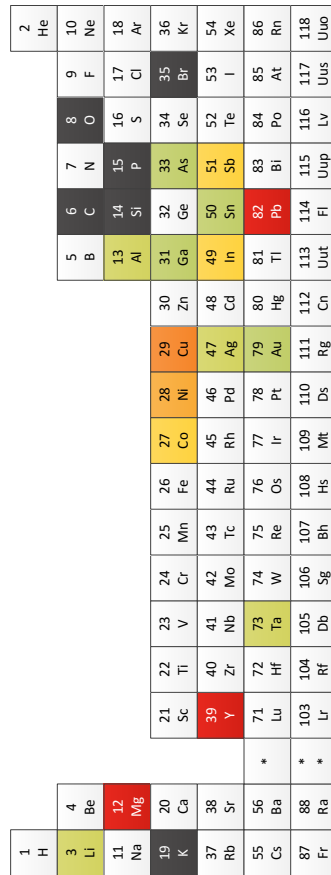 1 2
H He
3 4 5 6 7 8 9 10
Li Be B C N O F Ne
11 12 13 14 15 16 17 18
Na Mg Al Si P S Cl Ar
19 20 21 22 23 24 25 26 27 28 29 30 31 32 33 34 35 36
K Ca Sc Ti V Cr Mn Fe Co Ni Cu Zn Ga Ge As Se Br Kr
37 38 39 40 41 42 43 44 45 46 47 48 49 50 51 52 53 54
Rb Sr Y Zr Nb Mo Tc Ru Rh Pd Ag Cd In Sn Sb Te I Xe
55 56 * 71 72 73 74 75 76 77 78 79 80 81 82 83 84 85 86
Cs Ba Lu Hf Ta W Re Os Ir Pt Au Hg Tl Pb Bi Po At Rn
87 88 * 103 104 105 106 107 108 109 110 111 112 113 114 115 116 117 118
Fr Ra * Lr Rf Db Sg Bh Hs Mt Ds Rg Cn Uut Fl Uup Lv Uus Uuo